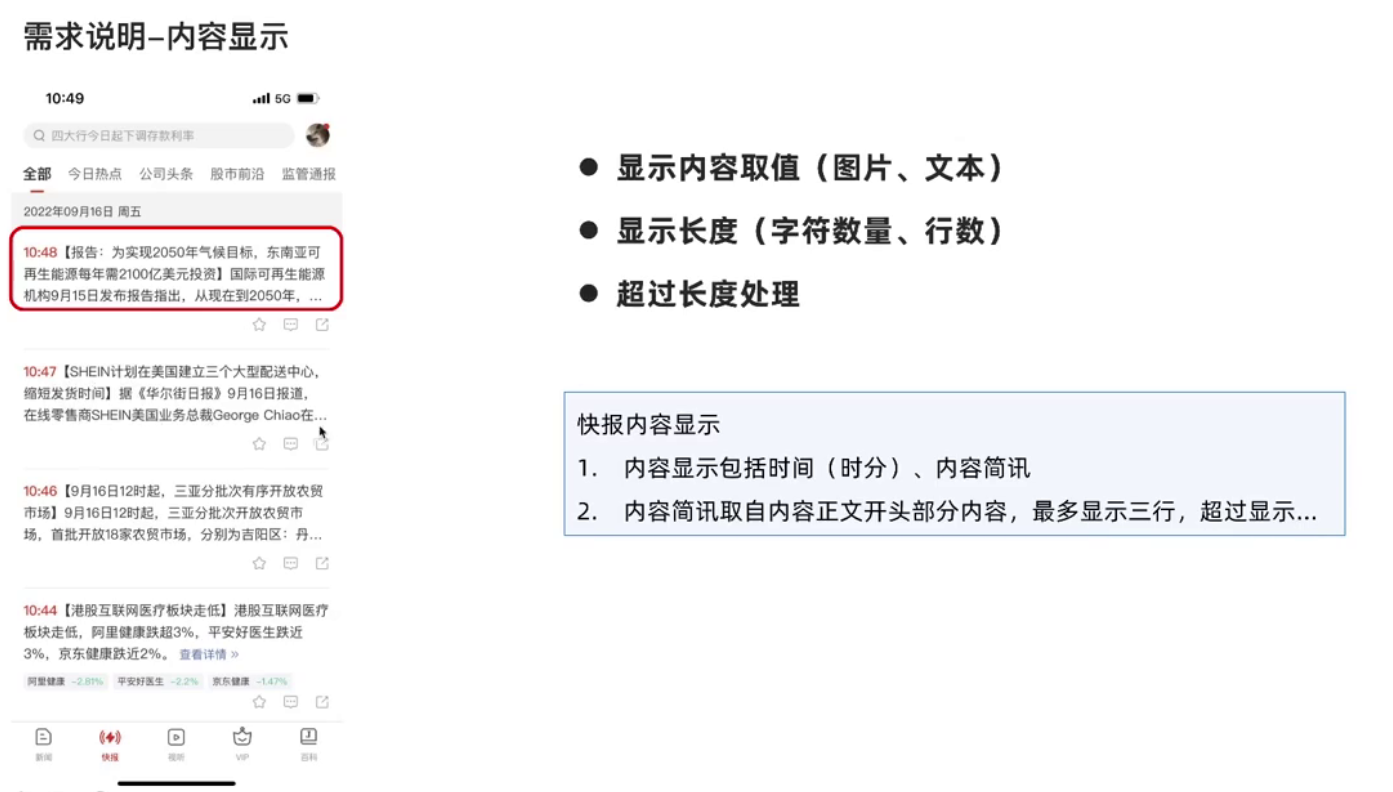 需求说明–内容显示
10:49
5G
四大行今日起下调存款利率
全部 今日热点 公司头条 股市前沿 监管通报
2022年09月16日 周五
10:48【报告：为实现2050年气候目标，东南亚可
再生能源每年需2100亿美元投资】国际可再生能源
机构9月15日发布报告指出，从现在到2050年，...
10:47【SHEIN计划在美国建立三个大型配送中心，
缩短发货时间】据《华尔街日报》9月16日报道，
在线零售商SHEIN美国业务总裁George Chiao在...
10:46【9月16日12时起，三亚分批次有序开放农贸
市场】9月16日12时起，三亚分批次开放农贸市
场，首批开放18家农贸市场，分别为吉阳区：丹...
10:44【港股互联网医疗板块走低】港股互联网医疗
板块走低，阿里健康跌超3%，平安好医生跌近
3%，京东健康跌近2%。 查看详情 »
阿里健康 -2.81% 平安好医生 -2.2% 京东健康 -1.47%
新闻 快报 视听 VIP 百科
● 显示内容取值（图片、文本）
● 显示长度（字符数量、行数）
● 超过长度处理
快报内容显示
1. 内容显示包括时间（时分）、内容简讯
2. 内容简讯取自内容正文开头部分内容，最多显示三行，超过显示...